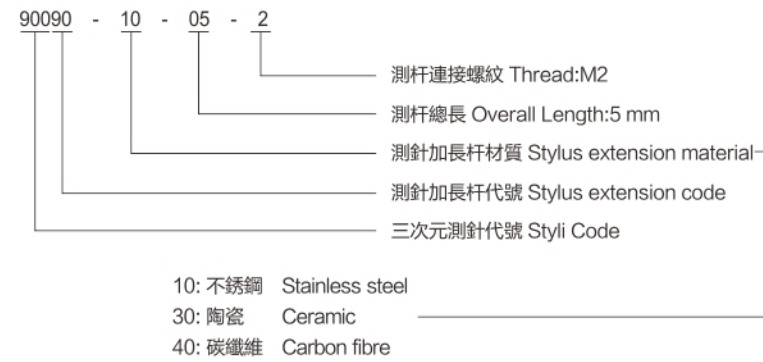 9090 - 10 - 05 - 2
測杆連接螺紋 Thread:M2
測杆總長 Overall Length:5 mm
測針加長杆材質 Stylus extension material
測針加長杆代號 Stylus extension code
三次元測針代號 Styli Code
10: 不銹鋼 Stainless steel
30: 陶瓷 Ceramic
40: 碳纖維 Carbon fibre